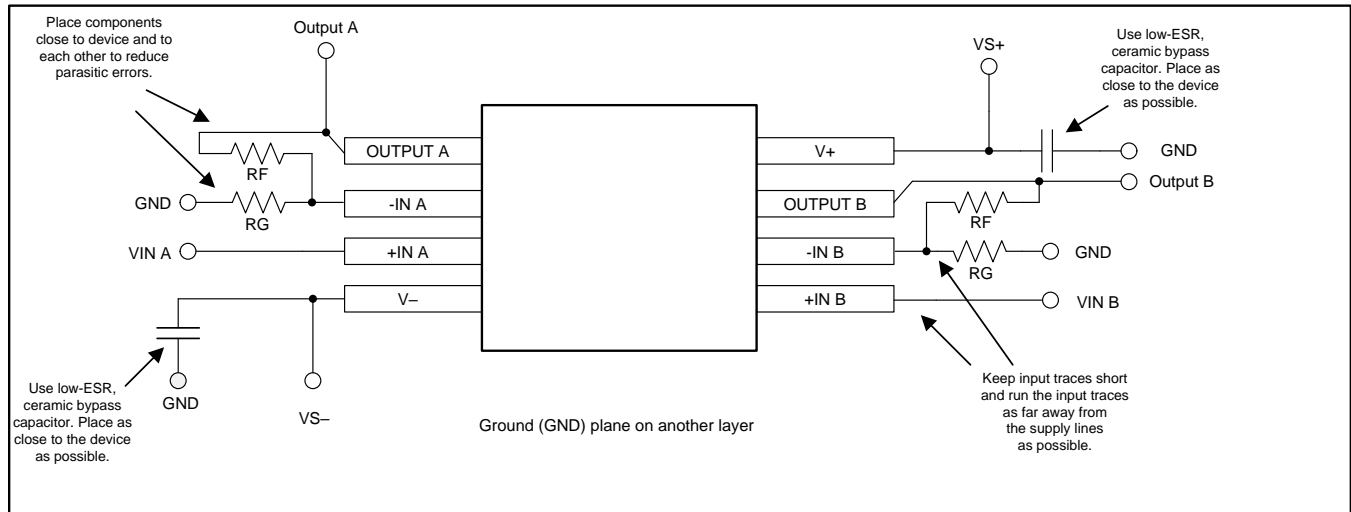 Place components
close to device and to
each other to reduce
parasitic errors.
Output A
VS+
Use low-ESR,
ceramic bypass
capacitor. Place as
close to the device
as possible.
OUTPUT A
V+
GND
RF
OUTPUT B
Output B
GND
RG
-IN A
RF
VIN A
+IN A
-IN B
RG
GND
V–
+IN B
VIN B
Use low-ESR,
ceramic bypass
capacitor. Place as
close to the device
as possible.
GND
VS–
Ground (GND) plane on another layer
Keep input traces short
and run the input traces
as far away from
the supply lines
as possible.